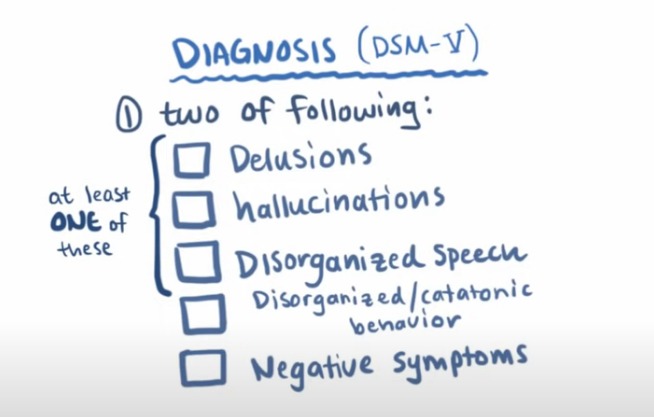 DIAGNOSIS (DSM-V)
① two of following:
Delusions
hallucinations
at least
ONE of
these
Disorganized Speech
Disorganized/catatonic
behavior
Negative symptoms